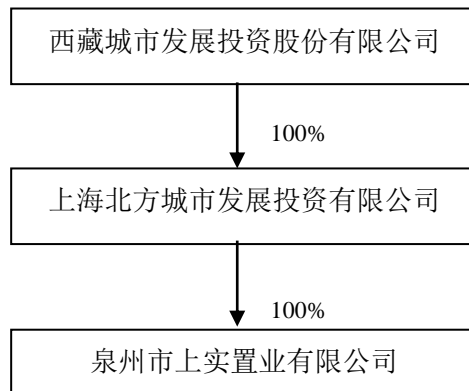 西藏城市发展投资股份有限公司
100%
上海北方城市发展投资有限公司
100%
泉州市上实置业有限公司